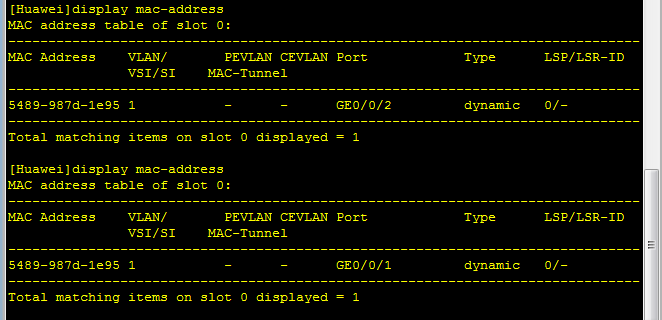 [Huawei]display mac-address
MAC address table of slot 0:
-------------------------------------------------------------------------------
MAC Address    VLAN/       PEVLAN CEVLAN Port            Type      LSP/LSR-ID
               VSI/SI   MAC-Tunnel
-------------------------------------------------------------------------------
5489-987d-1e95 1           -      -      GE0/0/2         dynamic   0/-
-------------------------------------------------------------------------------
Total matching items on slot 0 displayed = 1

[Huawei]display mac-address
MAC address table of slot 0:
-------------------------------------------------------------------------------
MAC Address    VLAN/       PEVLAN CEVLAN Port            Type      LSP/LSR-ID
               VSI/SI   MAC-Tunnel
-------------------------------------------------------------------------------
5489-987d-1e95 1           -      -      GE0/0/1         dynamic   0/-
-------------------------------------------------------------------------------
Total matching items on slot 0 displayed = 1